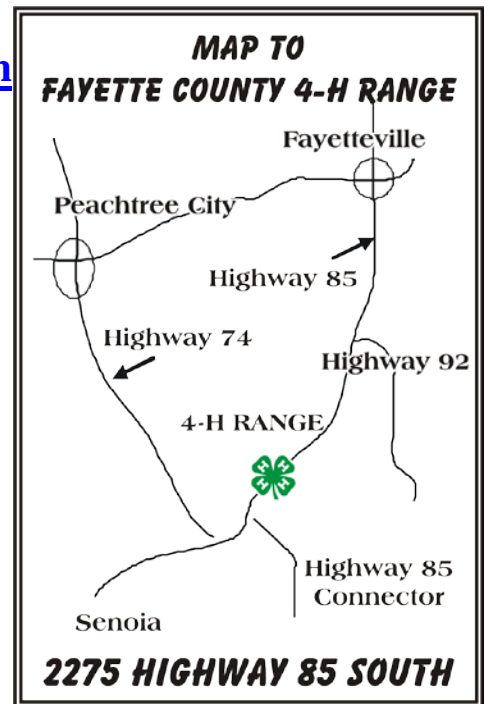 n
MAP TO
FAYETTE COUNTY 4-H RANGE
Fayetteville
Peachtree City
Highway 85
Highway 74
Highway 92
4-H RANGE
H H
H H
Highway 85
Connector
Senoia
2275 HIGHWAY 85 SOUTH